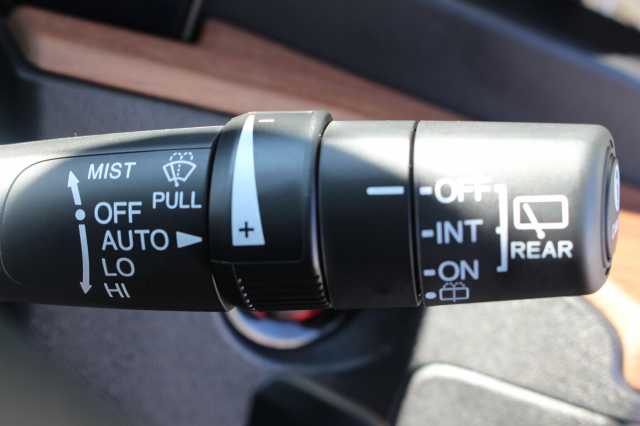 MIST
PULL
OFF
AUTO
LO
HI
- 
+
OFF
INT
ON
REAR